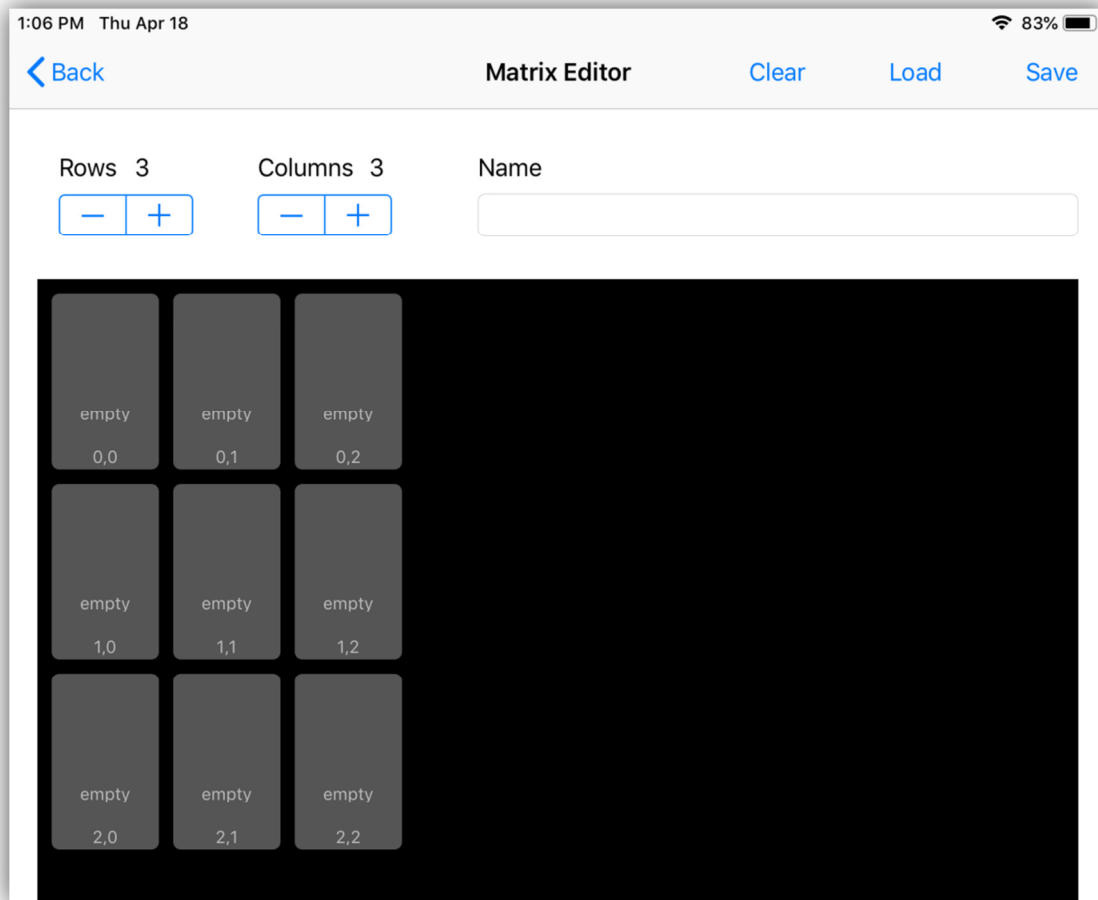 1:06 PM Thu Apr 18 83%
Back Matrix Editor Clear Load Save
Rows 3 Columns 3 Name
empty empty empty
0,0 0,1 0,2
empty empty empty
1,0 1,1 1,2
empty empty empty
2,0 2,1 2,2